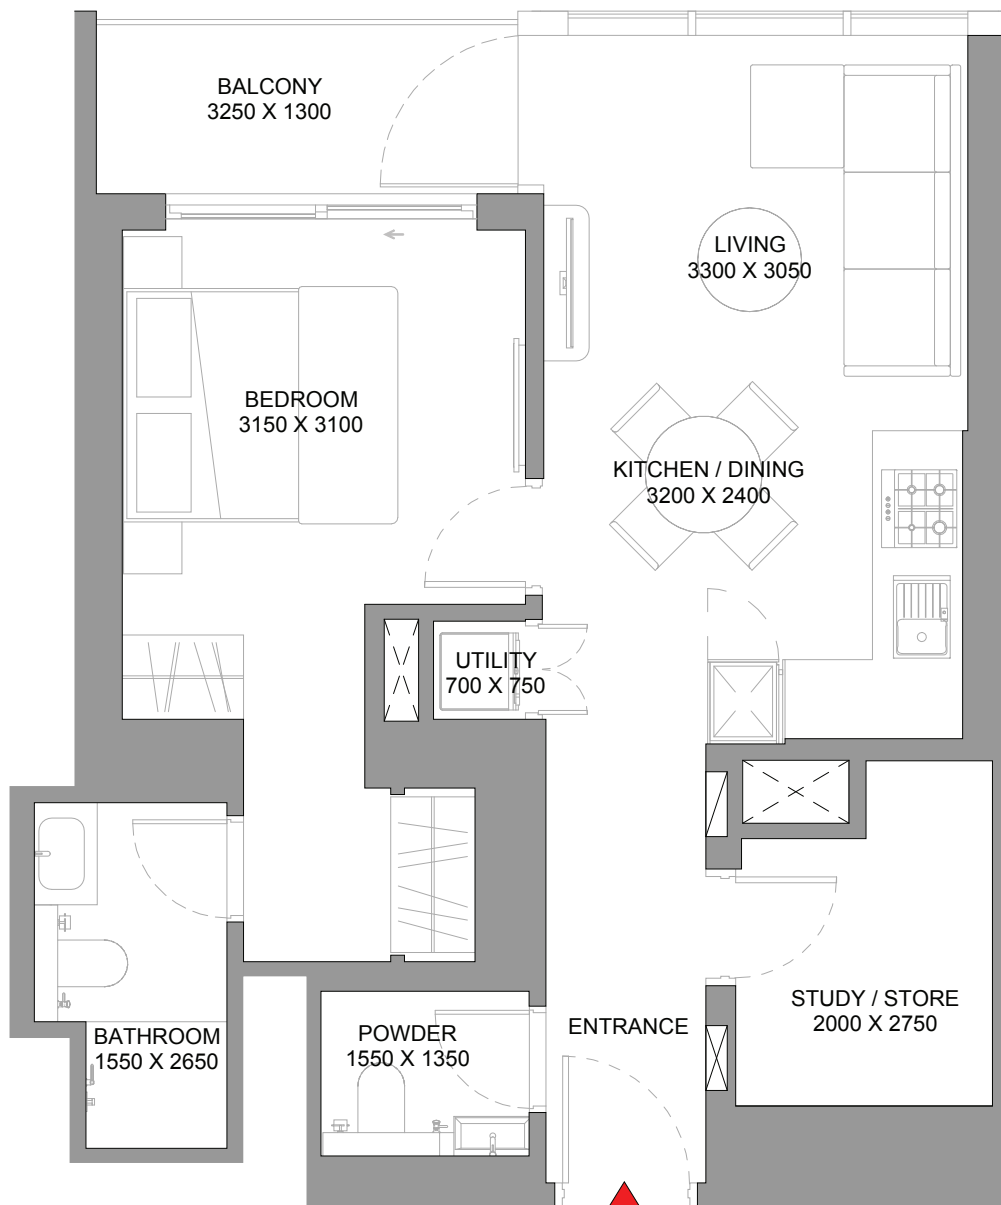 BALCONY
3250 X 1300
LIVING
3300 X 3050
BEDROOM
3150 X 3100
KITCHEN / DINING
3200 X 2400
UTILITY
700 X 750
STUDY / STORE
2000 X 2750
ENTRANCE
POWDER
1550 X 1350
BATHROOM
1550 X 2650